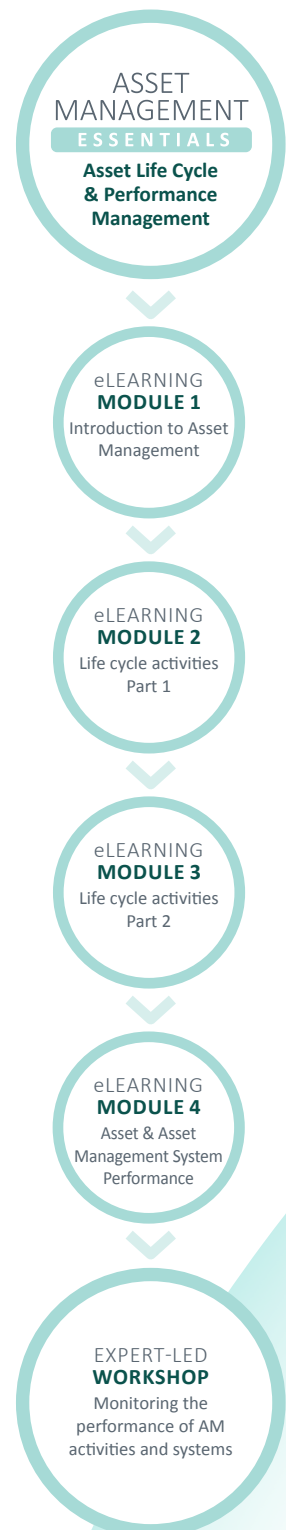 ASSET
MANAGEMENT
ESSENTIALS
Asset Life Cycle
& Performance
Management
eLEARNING
MODULE 1
Introduction to Asset
Management
eLEARNING
MODULE 2
Life cycle activities
Part 1
eLEARNING
MODULE 3
Life cycle activities
Part 2
eLEARNING
MODULE 4
Asset & Asset
Management System
Performance
EXPERT-LED
WORKSHOP
Monitoring the
performance of AM
activities and systems